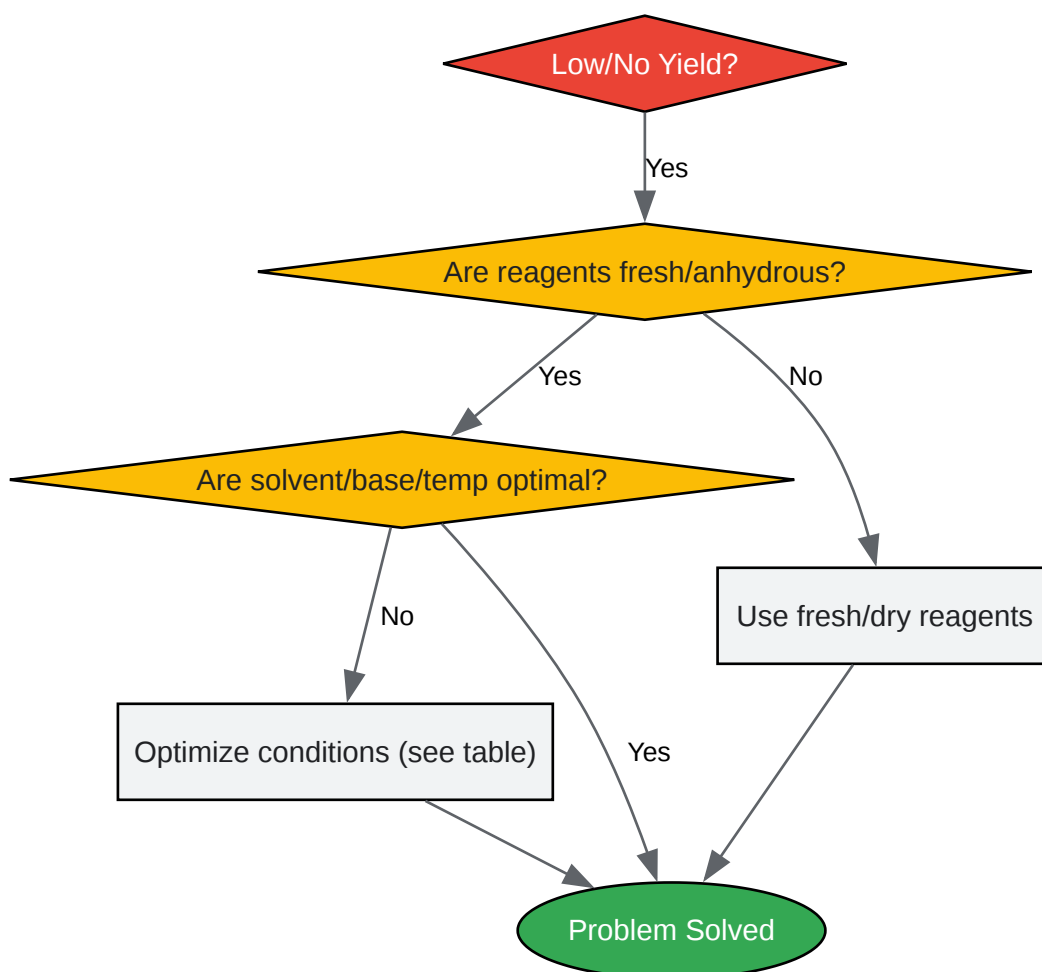 Low/No Yield?
Yes
Are reagents fresh/anhydrous?
Yes
No
Are solvent/base/temp optimal?
No
Use fresh/dry reagents
Optimize conditions (see table)
Yes
Problem Solved